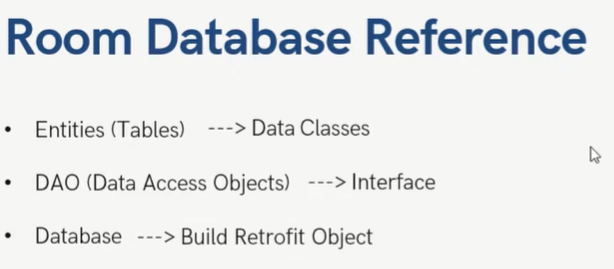 Room Database Reference
• Entities (Tables) ---> Data Classes
• DAO (Data Access Objects) ---> Interface
• Database ---> Build Retrofit Object